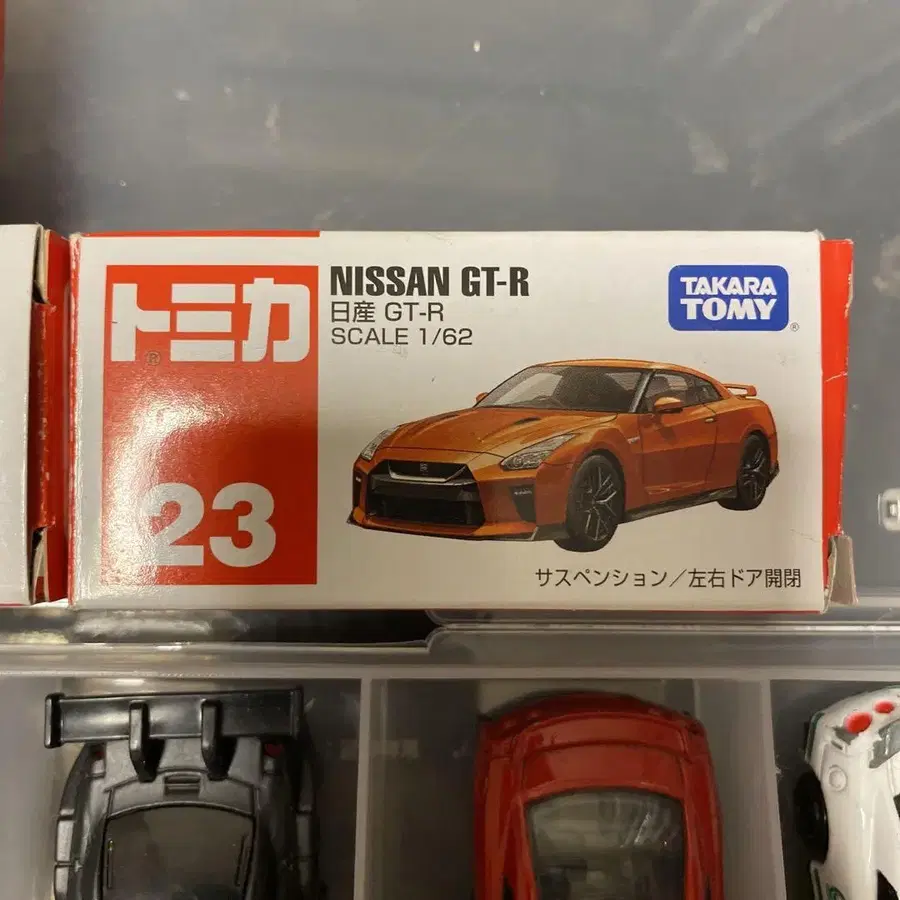 トミカ
23
NISSAN GT-R
日産 GT-R
SCALE 1/62
TAKARA
TOMY
サスペンション／左右ドア開閉